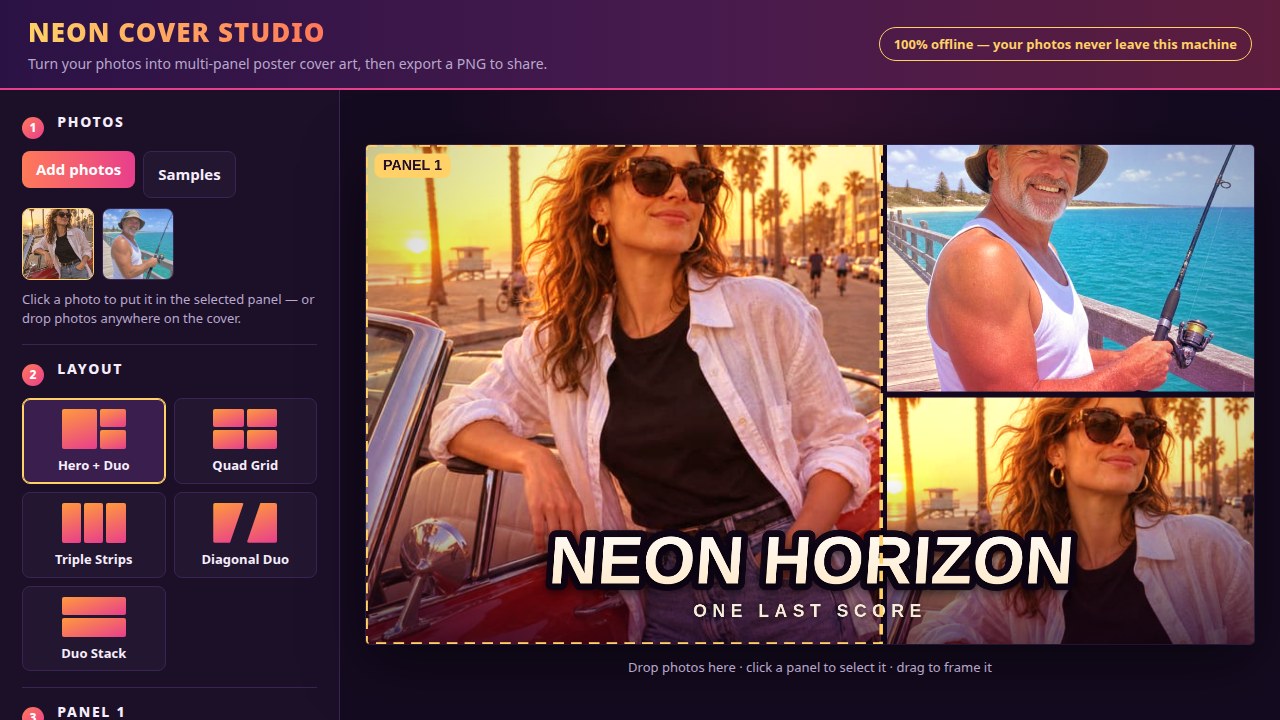 NEON COVER STUDIO
Turn your photos into multi-panel poster cover art, then export a PNG to share.
100% offline — your photos never leave this machine
1 PHOTOS
Add photos
Samples
Click a photo to put it in the selected panel — or
drop photos anywhere on the cover.
2 LAYOUT
Hero + Duo
Quad Grid
Triple Strips
Diagonal Duo
Duo Stack
3 PANEL 1
PANEL 1
NEON HORIZON
ONE LAST SCORE
Drop photos here · click a panel to select it · drag to frame it